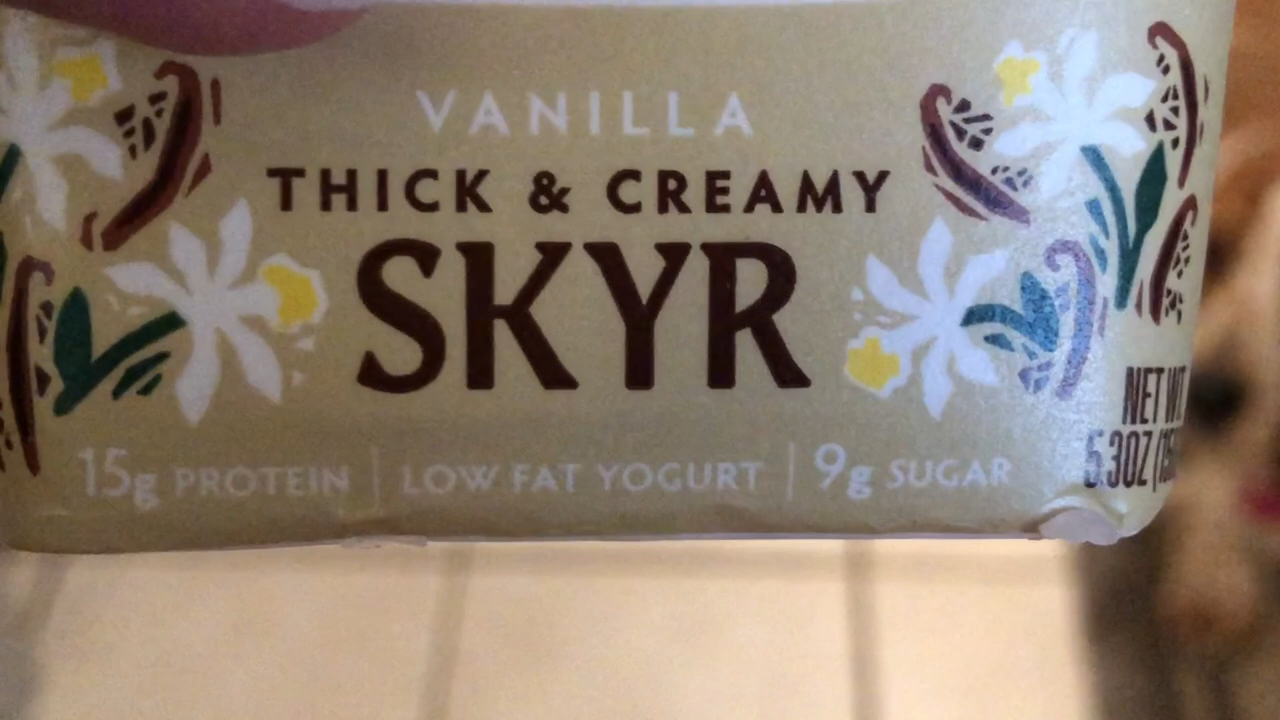 VANILLA
THICK & CREAMY
SKYR
15g PROTEIN | LOW FAT YOGURT | 9g SUGAR
NET WT.
5.3OZ